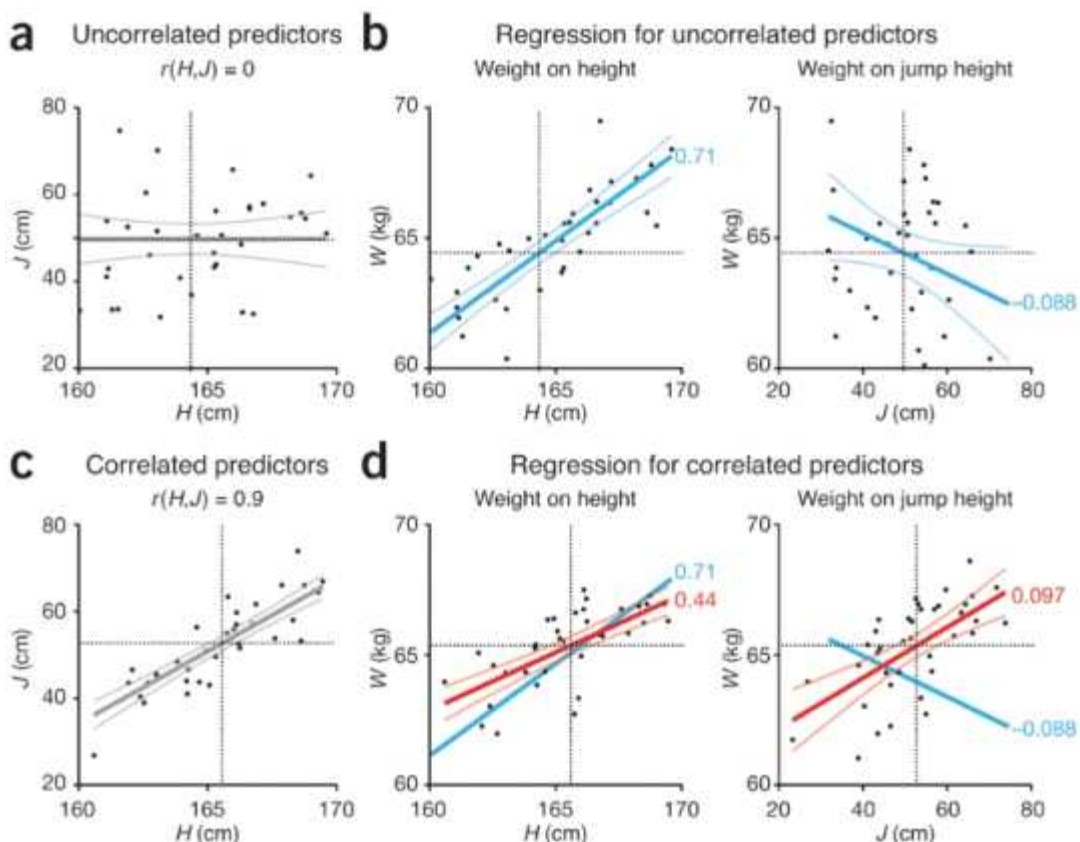 a Uncorrelated predictors
r(H,J) = 0
80
60
40
20
J (cm)
160 165 170
H (cm)
b Regression for uncorrelated predictors
Weight on height
70
65
60
W (kg)
0.71
160 165 170
H (cm)
Weight on jump height
70
65
60
W (kg)
–0.088
20 40 60 80
J (cm)
c Correlated predictors
r(H,J) = 0.9
80
60
40
20
J (cm)
160 165 170
H (cm)
d Regression for correlated predictors
Weight on height
70
65
60
W (kg)
0.71
0.44
160 165 170
H (cm)
Weight on jump height
70
65
60
W (kg)
0.097
–0.088
20 40 60 80
J (cm)